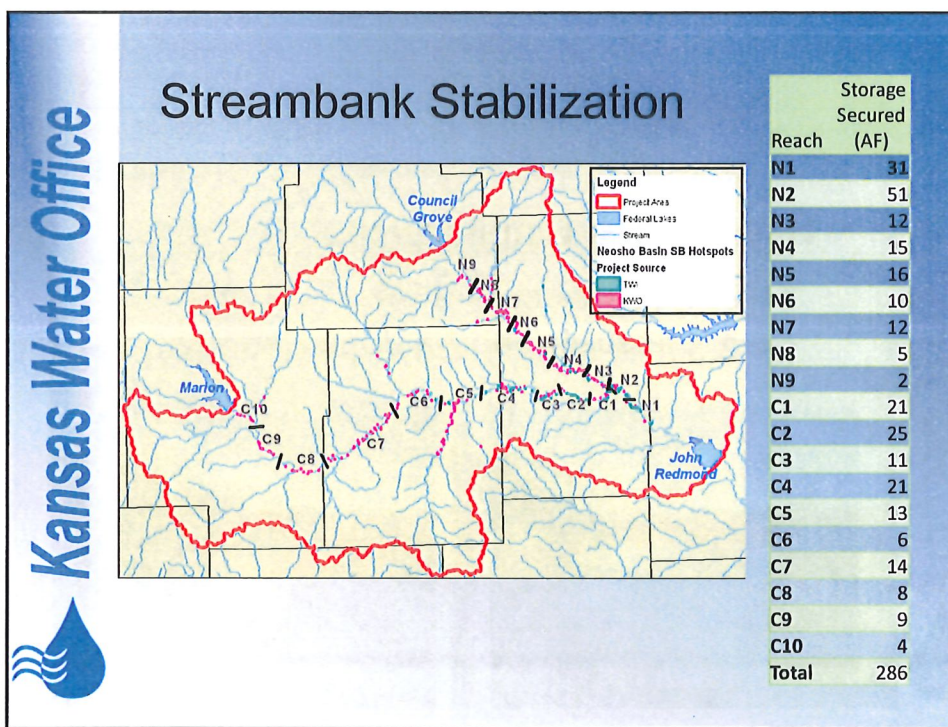 Kansas Water Office
Streambank Stabilization
Council
Grove
Marion
John
Redmond
N9
N8
N7
N6
N5
N4
N3
N2
N1
C10
C9
C8
C7
C6
C5
C4
C3
C2
C1
Legend
Project Area
Federal Lakes
Stream
Neosho Basin SB Hotspots
Project Source
TWI
KWO
Storage
Secured
Reach (AF)
N1 31
N2 51
N3 12
N4 15
N5 16
N6 10
N7 12
N8 5
N9 2
C1 21
C2 25
C3 11
C4 21
C5 13
C6 6
C7 14
C8 8
C9 9
C10 4
Total 286